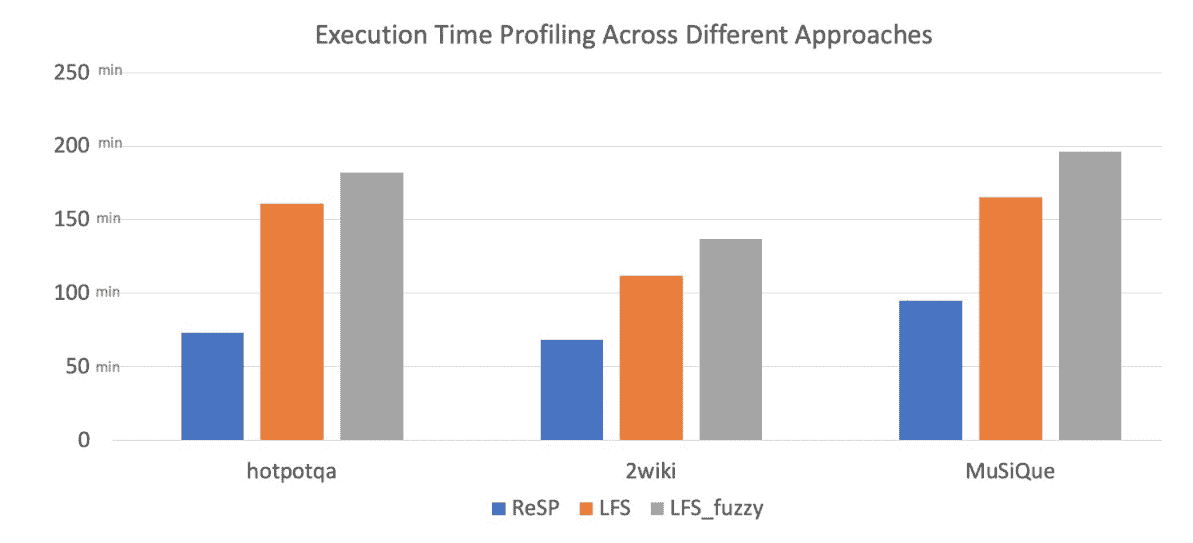 Execution Time Profiling Across Different Approaches
250 min
200 min
150 min
100 min
50 min
0
hotpotqa 2wiki MuSiQue
ReSP LFS LFS_fuzzy